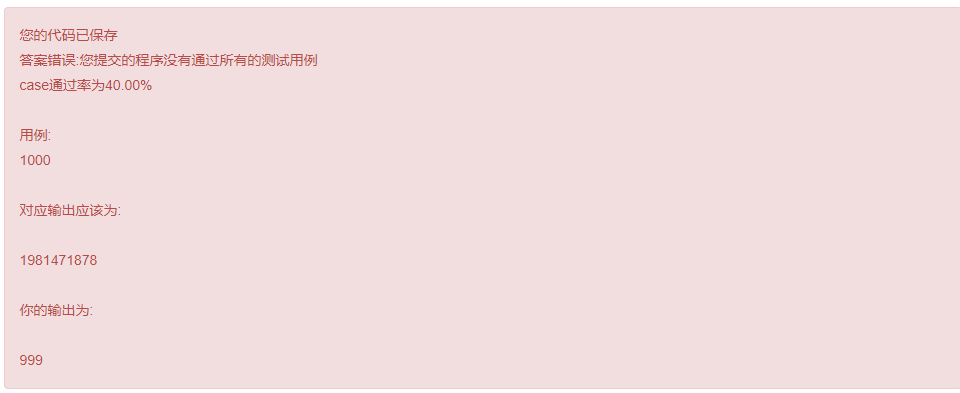 您的代码已保存
答案错误:您提交的程序没有通过所有的测试用例
case通过率为40.00%
用例:
1000
对应输出应该为:
1981471878
你的输出为:
999